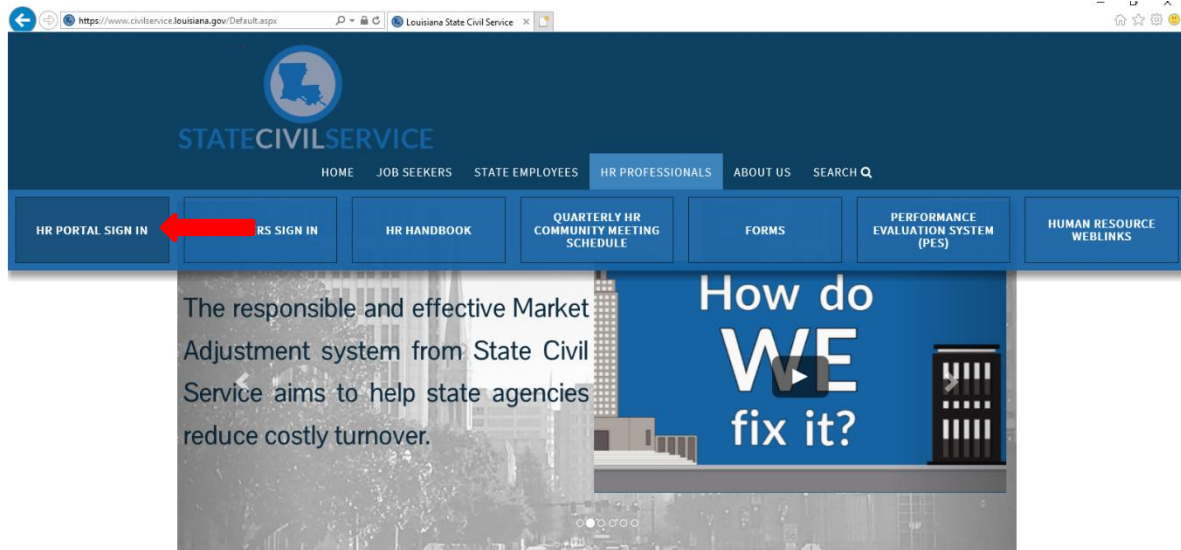 https://www.civilservice.louisiana.gov/Default.aspx
Louisiana State Civil Service
STATECIVILSERVICE
HOME JOB SEEKERS STATE EMPLOYEES HR PROFESSIONALS ABOUT US SEARCH
HR PORTAL SIGN IN
RS SIGN IN
HR HANDBOOK
QUARTERLY HR
COMMUNITY MEETING
SCHEDULE
FORMS
PERFORMANCE
EVALUATION SYSTEM
(PES)
HUMAN RESOURCE
WEBLINKS
The responsible and effective Market
Adjustment system from State Civil
Service aims to help state agencies
reduce costly turnover.
How do
WE
fix it?